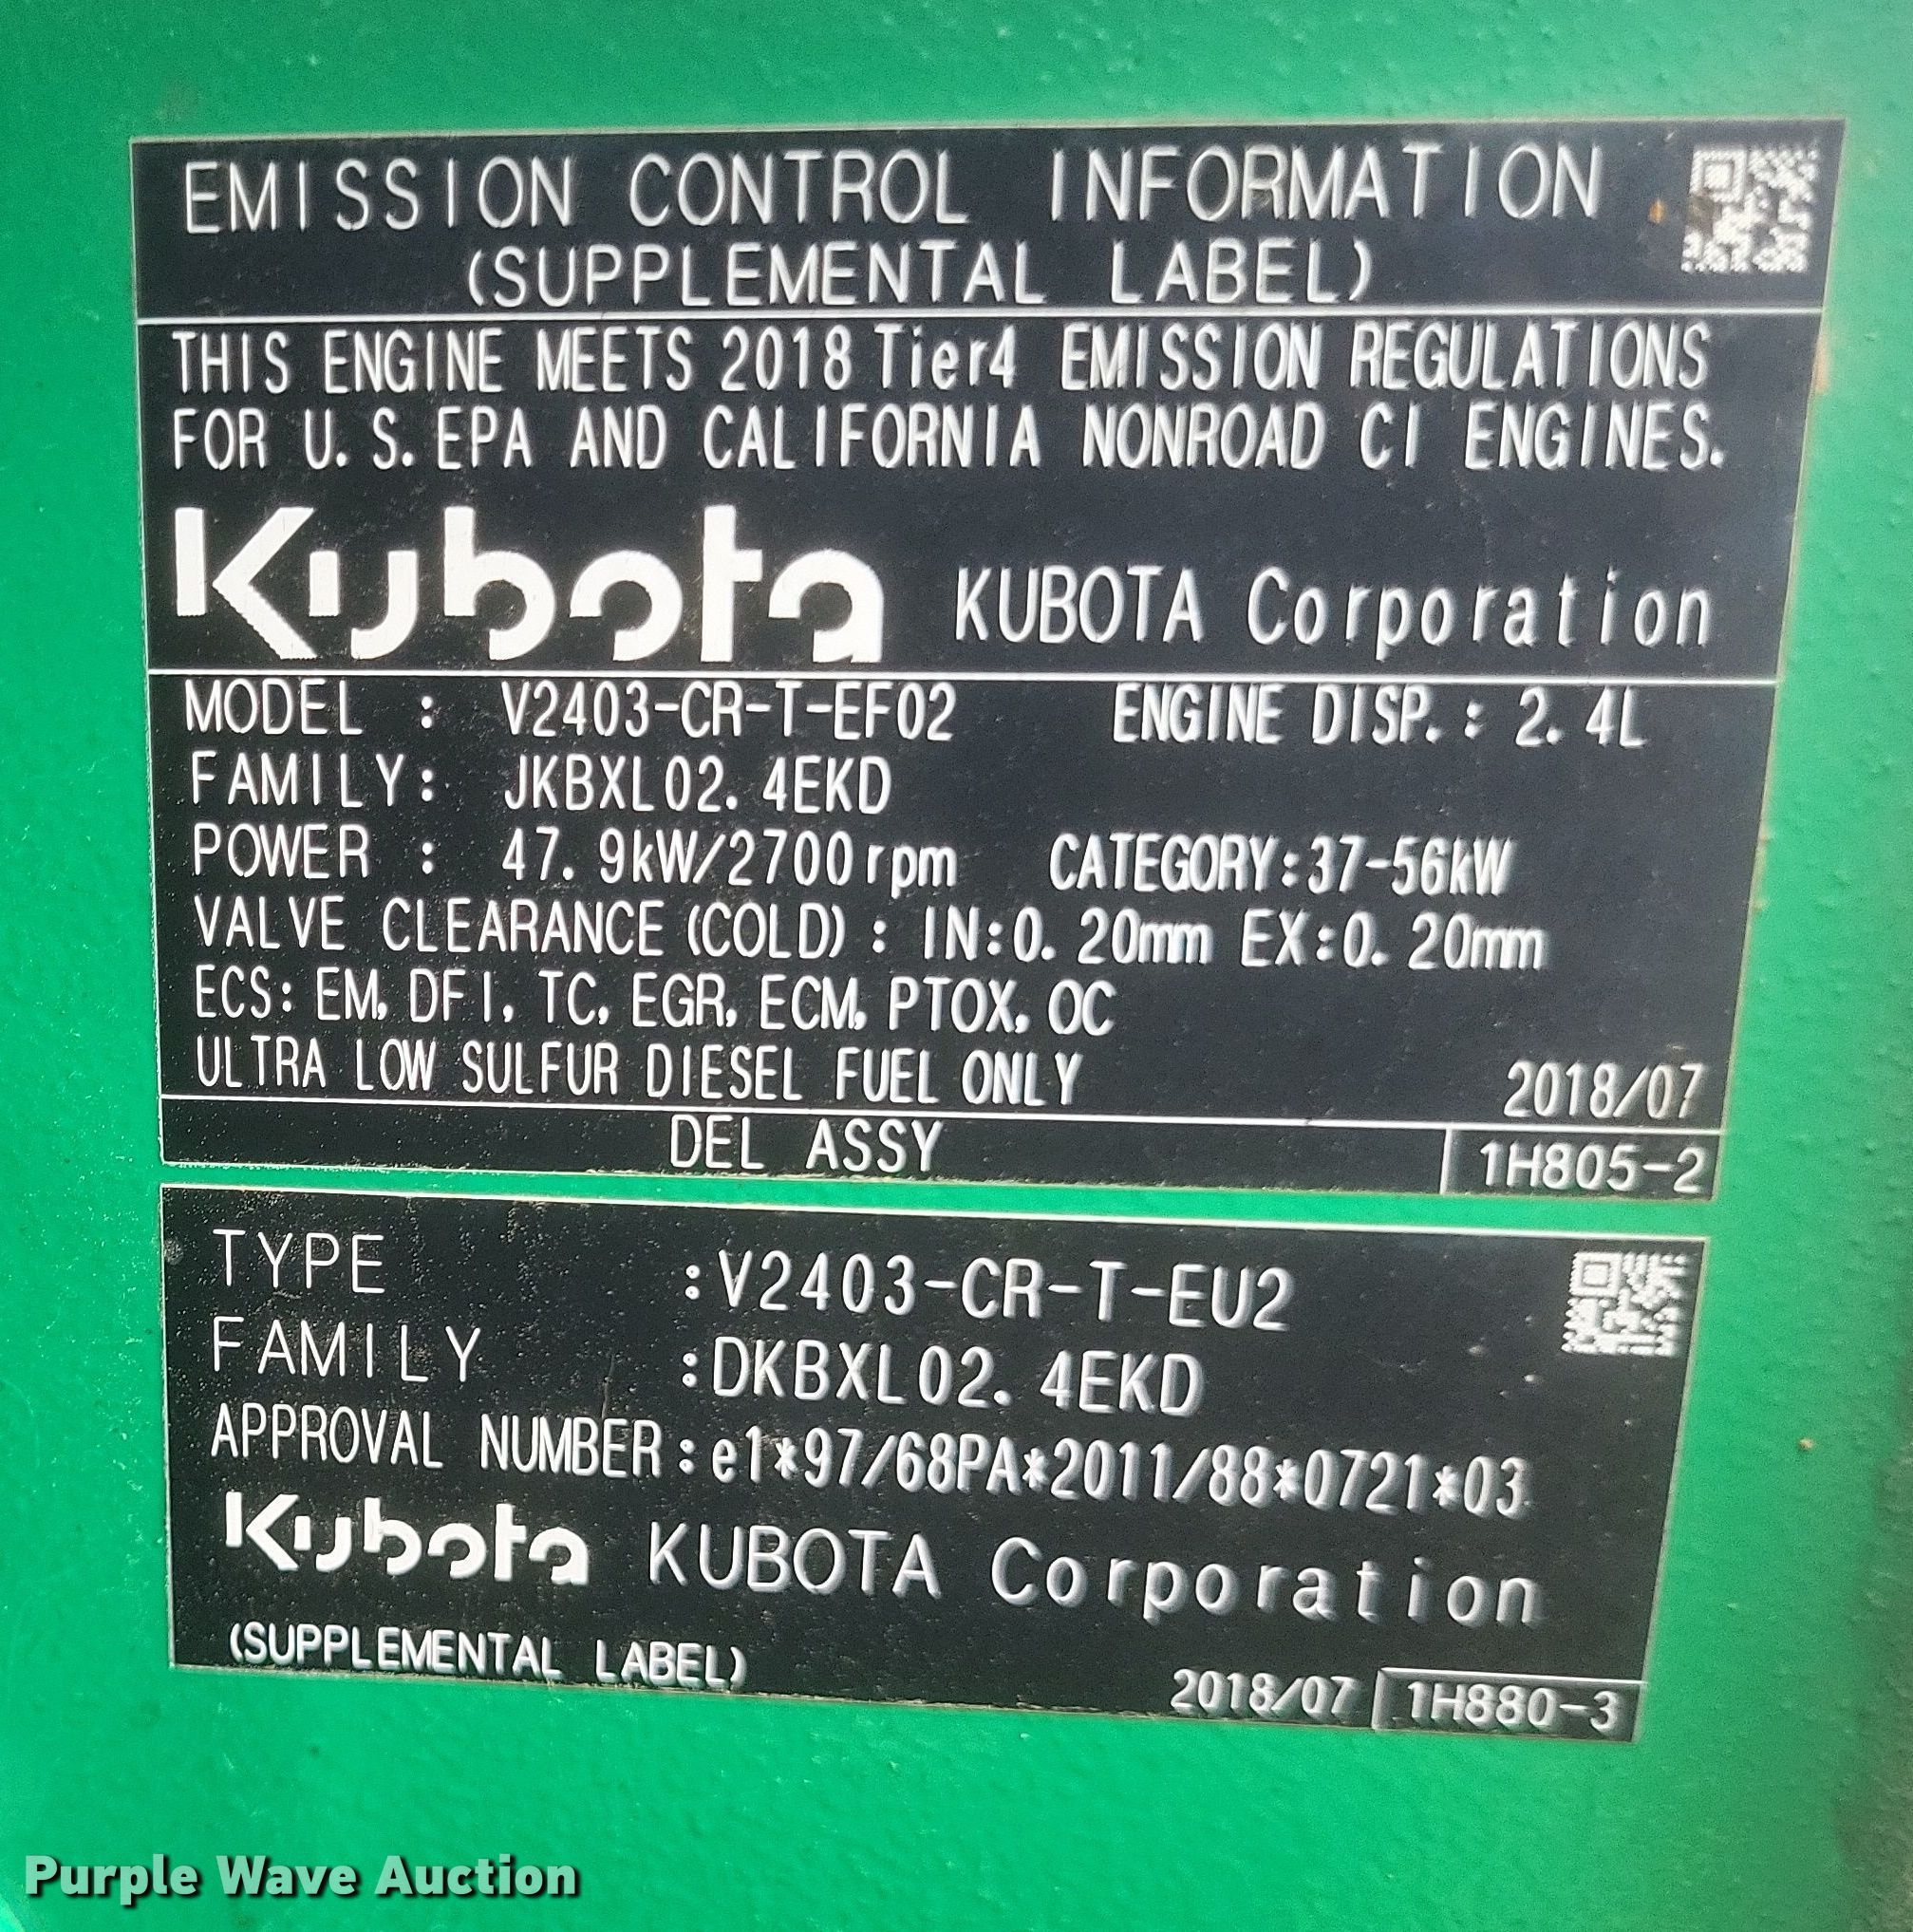 EMISSION CONTROL INFORMATION
(SUPPLEMENTAL LABEL)
THIS ENGINE MEETS 2018 Tier4 EMISSION REGULATIONS
FOR U.S.EPA AND CALIFORNIA NONROAD CI ENGINES.
Kubota KUBOTA Corporation
MODEL : V2403-CR-T-EF02 ENGINE DISP.: 2.4L
FAMILY: JKBXL02.4EKD
POWER : 47.9kW/2700rpm CATEGORY:37-56kW
VALVE CLEARANCE(COLD): IN:0.20mm EX:0.20mm
ECS: EM, DFI, TC, EGR, ECM, PTOX, OC
ULTRA LOW SULFUR DIESEL FUEL ONLY 2018/07
DEL ASSY 1H805-2
TYPE :V2403-CR-T-EU2
FAMILY :DKBXL02.4EKD
APPROVAL NUMBER:e1*97/68PA*2011/88*0721*03
Kubota KUBOTA Corporation
(SUPPLEMENTAL LABEL)
2018/07 1H880-3
Purple Wave Auction